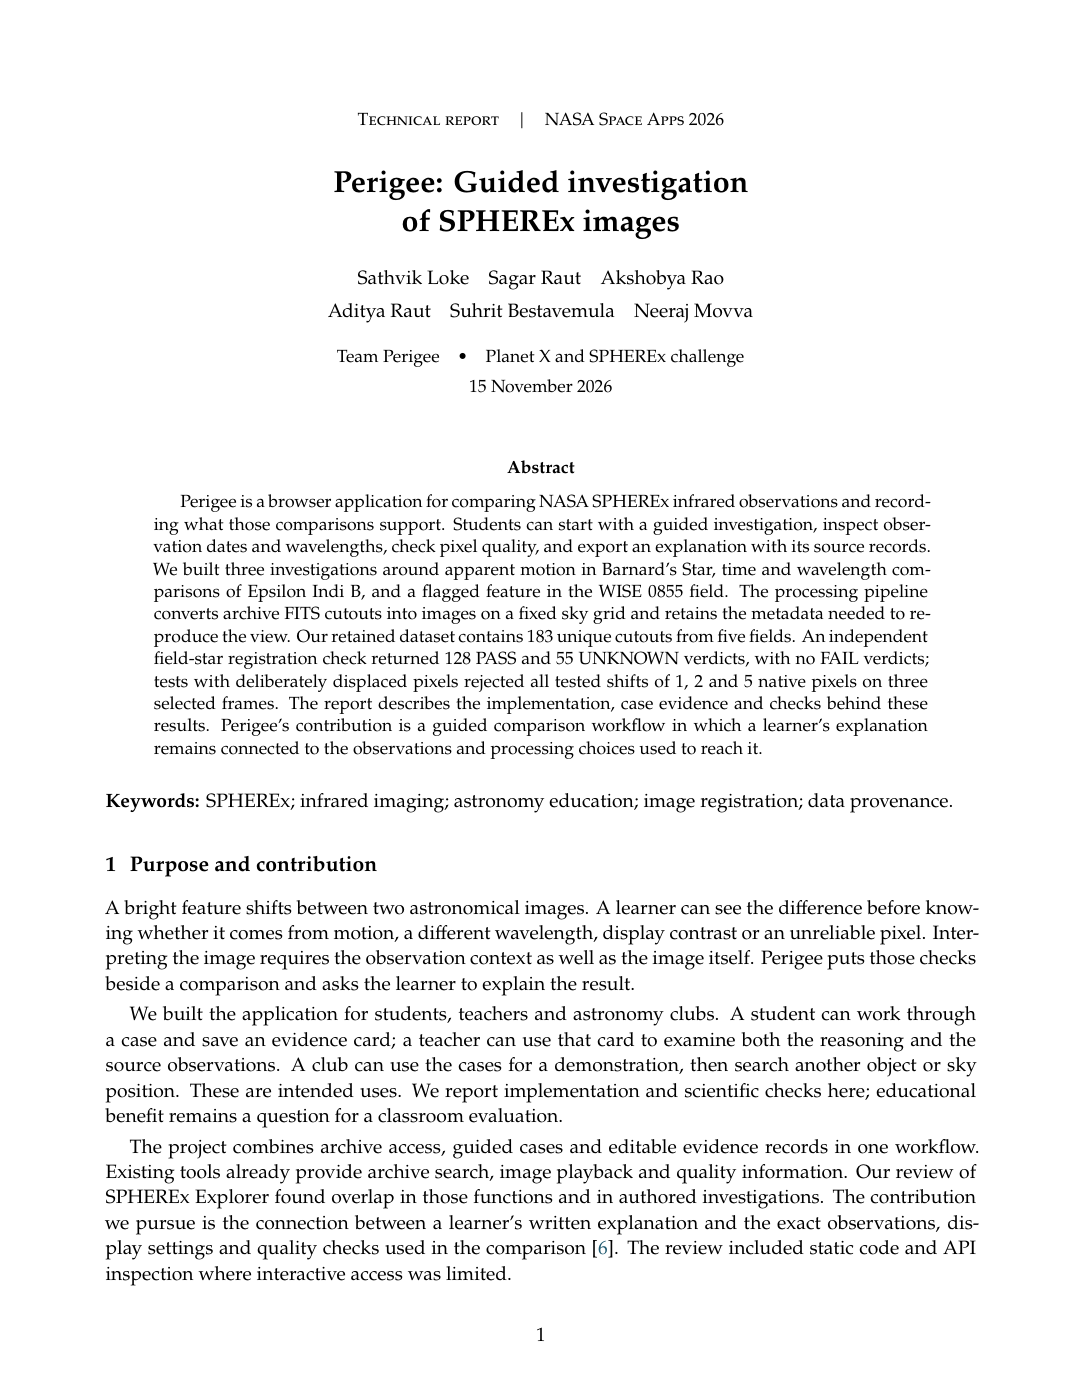 TECHNICAL REPORT | NASA SPACE APPS 2026
Perigee: Guided investigation
of SPHEREx images
Sathvik Loke Sagar Raut Akshobya Rao
Aditya Raut Suhrit Bestavemula Neeraj Movva
Team Perigee • Planet X and SPHEREx challenge
15 November 2026
Abstract
Perigee is a browser application for comparing NASA SPHEREx infrared observations and record-
ing what those comparisons support. Students can start with a guided investigation, inspect obser-
vation dates and wavelengths, check pixel quality, and export an explanation with its source records.
We built three investigations around apparent motion in Barnard's Star, time and wavelength com-
parisons of Epsilon Indi B, and a flagged feature in the WISE 0855 field. The processing pipeline
converts archive FITS cutouts into images on a fixed sky grid and retains the metadata needed to re-
produce the view. Our retained dataset contains 183 unique cutouts from five fields. An independent
field-star registration check returned 128 PASS and 55 UNKNOWN verdicts, with no FAIL verdicts;
tests with deliberately displaced pixels rejected all tested shifts of 1, 2 and 5 native pixels on three
selected frames. The report describes the implementation, case evidence and checks behind these
results. Perigee's contribution is a guided comparison workflow in which a learner's explanation
remains connected to the observations and processing choices used to reach it.
Keywords: SPHEREx; infrared imaging; astronomy education; image registration; data provenance.
1 Purpose and contribution
A bright feature shifts between two astronomical images. A learner can see the difference before know-
ing whether it comes from motion, a different wavelength, display contrast or an unreliable pixel. Inter-
preting the image requires the observation context as well as the image itself. Perigee puts those checks
beside a comparison and asks the learner to explain the result.
We built the application for students, teachers and astronomy clubs. A student can work through
a case and save an evidence card; a teacher can use that card to examine both the reasoning and the
source observations. A club can use the cases for a demonstration, then search another object or sky
position. These are intended uses. We report implementation and scientific checks here; educational
benefit remains a question for a classroom evaluation.
The project combines archive access, guided cases and editable evidence records in one workflow.
Existing tools already provide archive search, image playback and quality information. Our review of
SPHEREx Explorer found overlap in those functions and in authored investigations. The contribution
we pursue is the connection between a learner's written explanation and the exact observations, dis-
play settings and quality checks used in the comparison [6]. The review included static code and API
inspection where interactive access was limited.
1